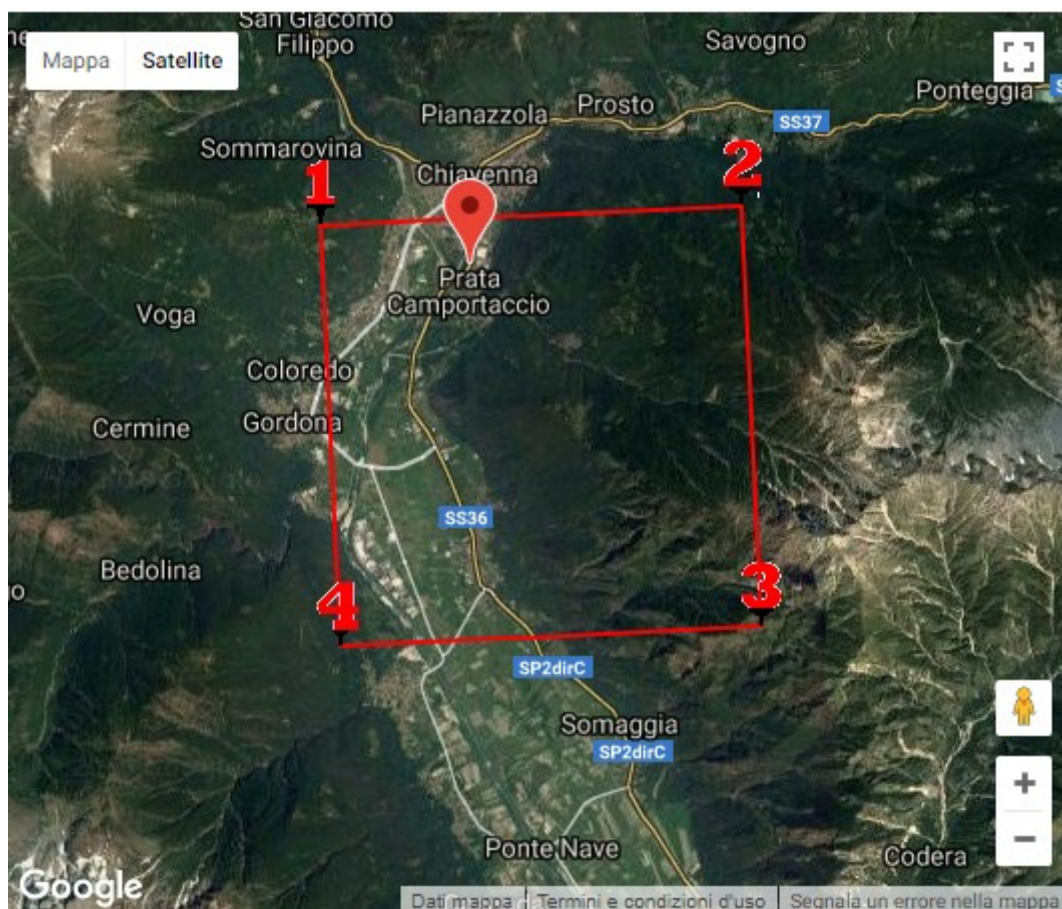 San Giacomo
Filippo
Savogno
Mappa
Satellite
Ponteggia
Pianazzola
Prosto
SS37
Sommarovina
Chiavenna
1
2
Prata
Camportaccio
Voga
Coloredo
Gordona
Cermine
SS36
Bedolina
3
4
SP2dirC
Somaggia
SP2dirC
Ponte Nave
Codera
Google
Dati mappa
Termini e condizioni d'uso
Segnala un errore nella mappa